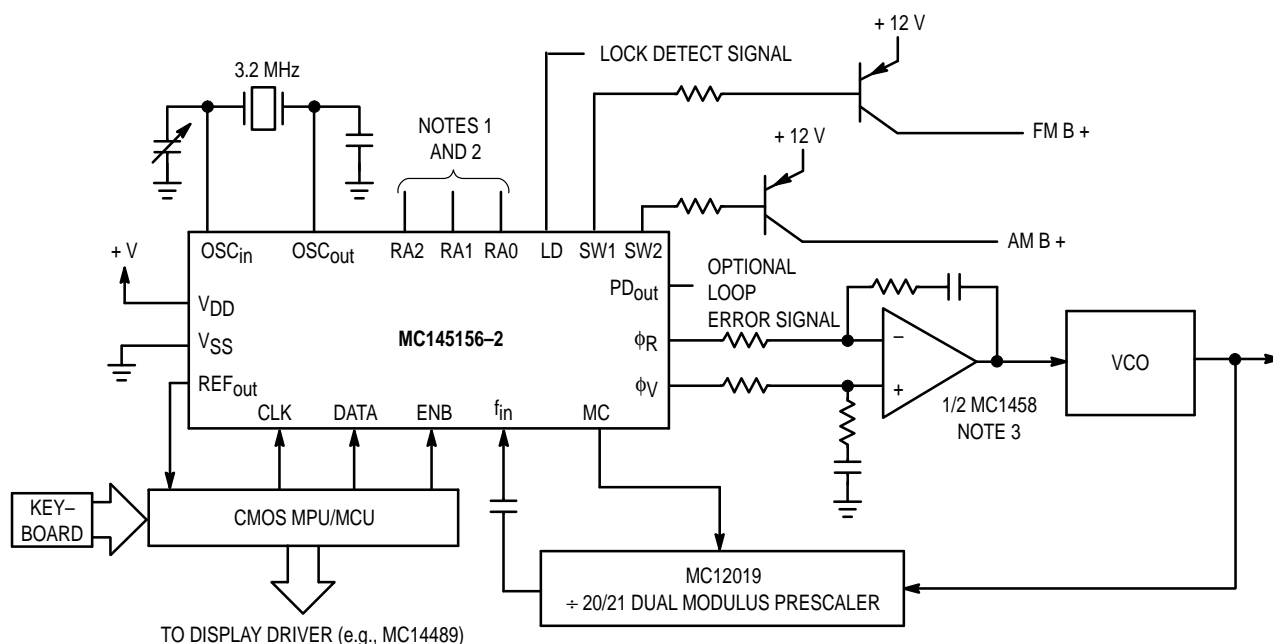 + 12 V
LOCK DETECT SIGNAL
3.2 MHz
NOTES 1
AND 2
FM B +
+ 12 V
AM B +
+ V
OSCin
OSCout
RA2
RA1
RA0
LD
SW1
SW2
PDout
OPTIONAL
LOOP
ERROR SIGNAL
VDD
VSS
REFout
MC145156–2
ϕR
ϕV
–
+
1/2 MC1458
NOTE 3
VCO
CLK
DATA
ENB
fin
MC
KEY–
BOARD
CMOS MPU/MCU
MC12019
÷ 20/21 DUAL MODULUS PRESCALER
TO DISPLAY DRIVER (e.g., MC14489)